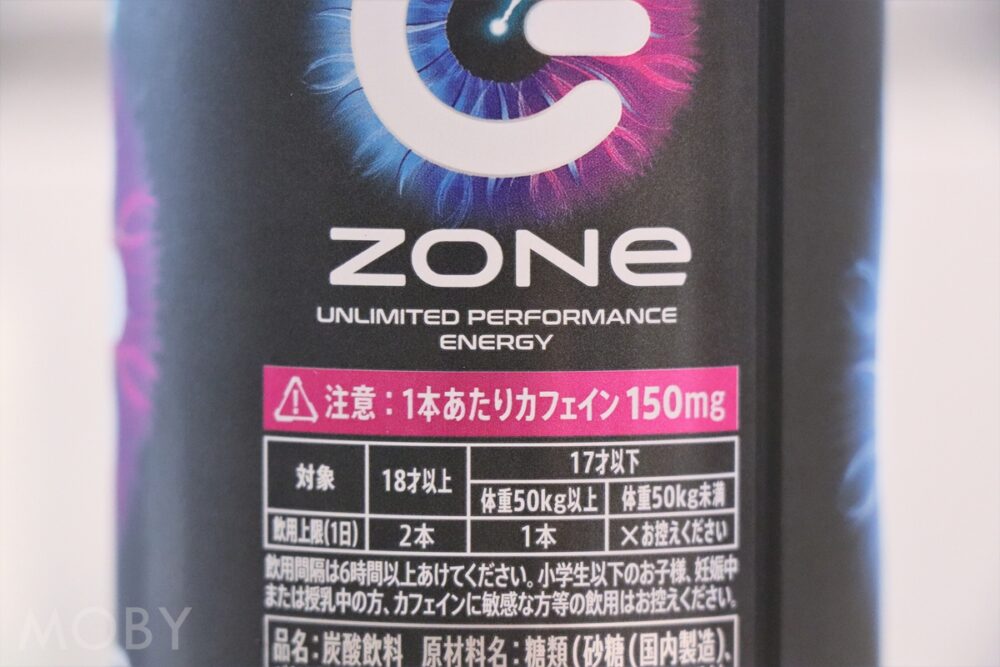 ZONe
UNLIMITED PERFORMANCE
ENERGY
注意：1本あたりカフェイン150mg
対象 18才以上 17才以下
体重50kg以上 体重50kg未満
飲用上限(1日) 2本 1本 ×お控えください
飲用間隔は6時間以上あけてください。小学生以下のお子様、妊娠中
または授乳中の方、カフェインに敏感な方等の飲用はお控えください。
品名：炭酸飲料 原材料名：糖類（砂糖（国内製造）、
MOBY